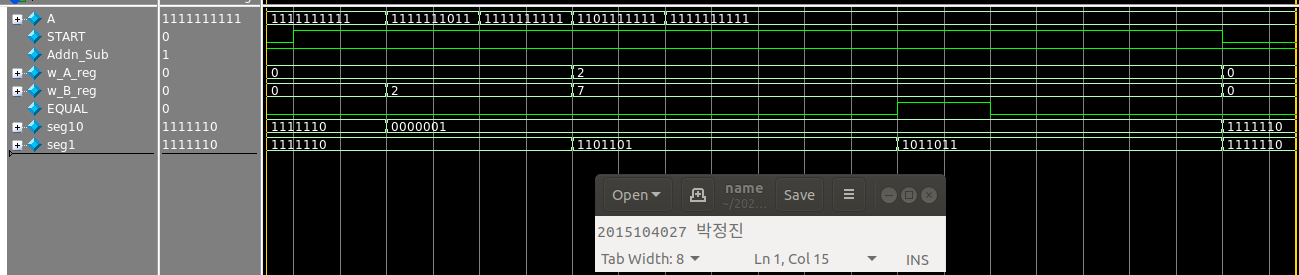 A 1111111111 1111111111 1111111011 1111111111 1101111111 1111111111
START 0
Addn_Sub 1
w_A_reg 0 0 2 0
w_B_reg 0 0 2 7 0
EQUAL 0
seg10 1111110 1111110 0000001 1111110
seg1 1111110 1111110 1101101 1011011 1111110
Open name Save
~/202...
2015104027 박정진
Tab Width: 8 Ln 1, Col 15 INS